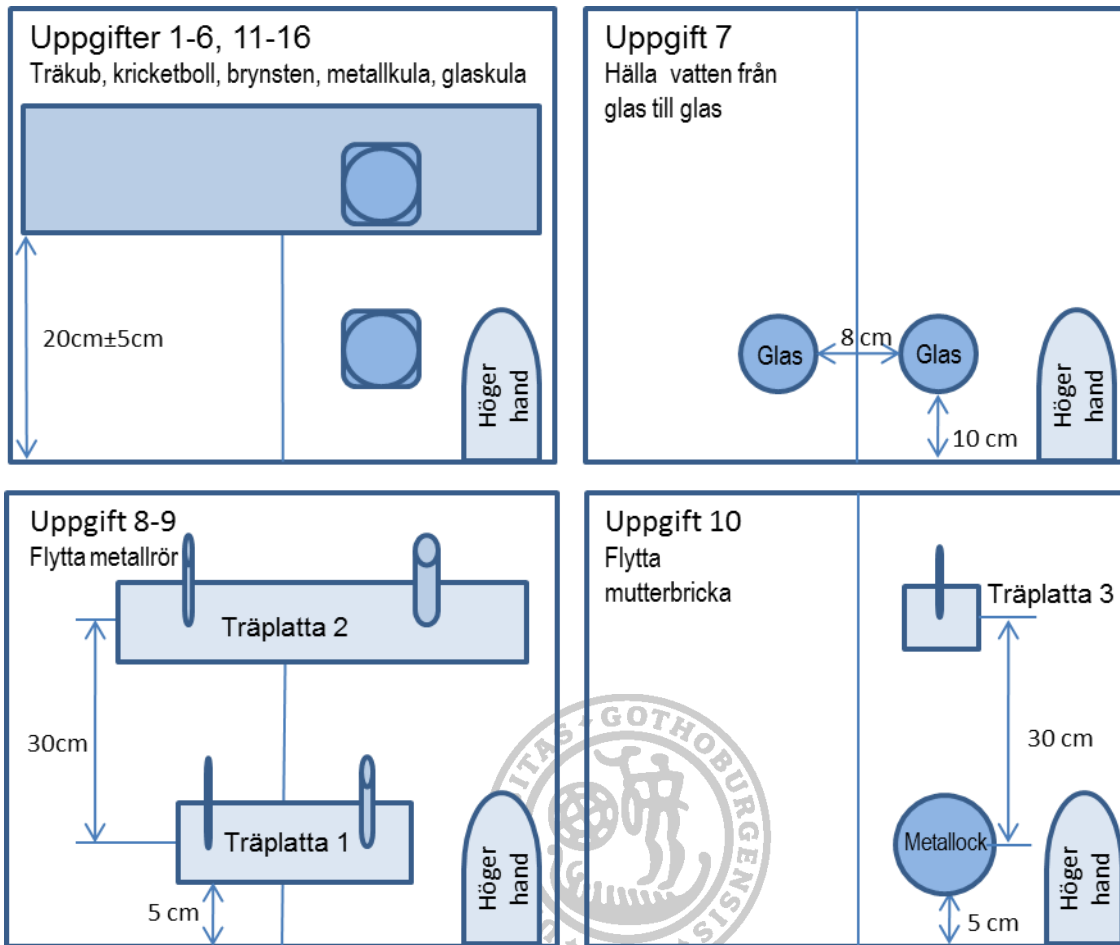 Uppgifter 1-6, 11-16
Träkub, kricketboll, brynsten, metallkula, glaskula
20cm±5cm
Höger
hand
Uppgift 7
Hälla vatten från
glas till glas
Glas
8 cm
Glas
10 cm
Höger
hand
Uppgift 8-9
Flytta metallrör
Träplatta 2
30cm
Träplatta 1
5 cm
Höger
hand
Uppgift 10
Flytta
mutterbricka
Träplatta 3
30 cm
Metallock
5 cm
Höger
hand
ITAS GOTHOBURGENSIS